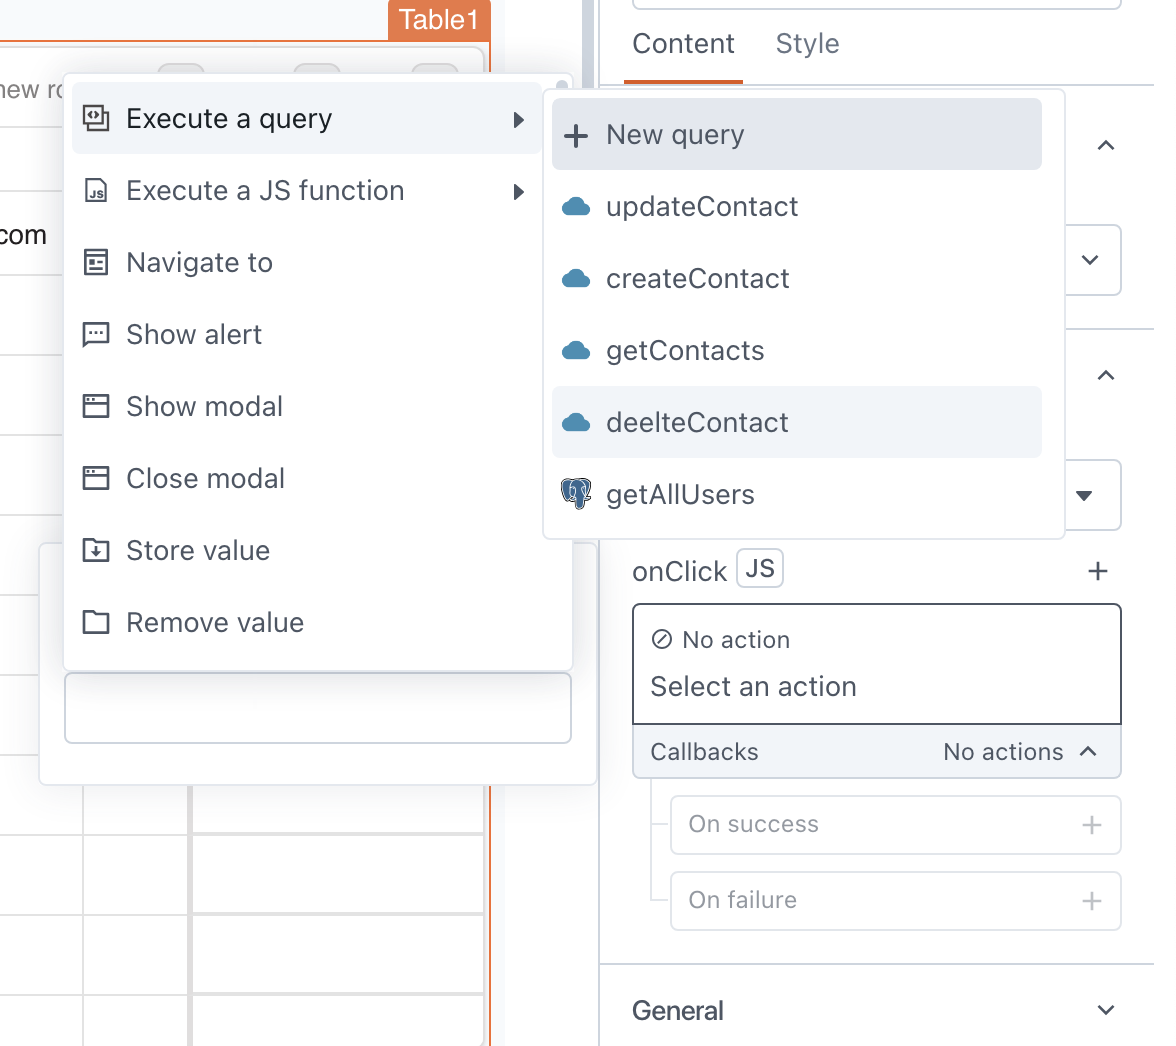 Table1
Content
Style
new ro
Execute a query
Execute a JS function
.com
Navigate to
Show alert
Show modal
Close modal
Store value
Remove value
New query
updateContact
createContact
getContacts
deelteContact
getAllUsers
onClick JS
No action
Select an action
Callbacks
No actions
On success
On failure
General